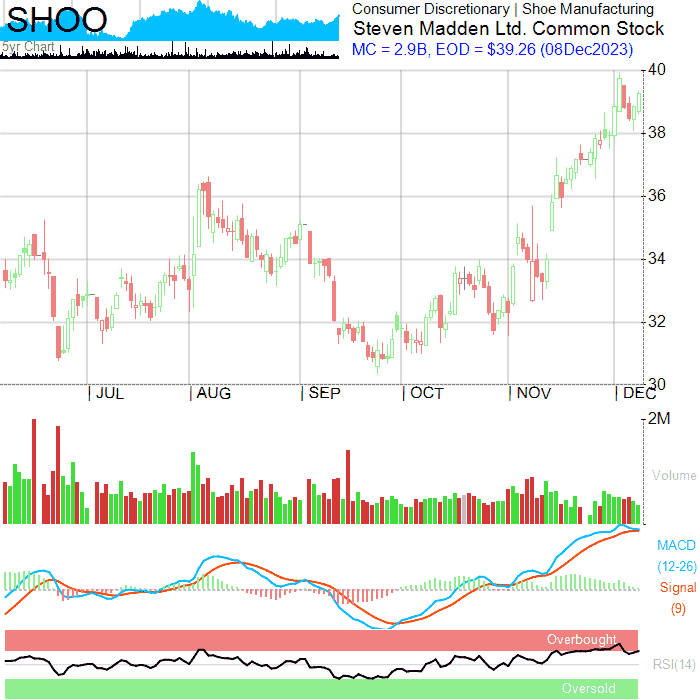 SHOO
5yr Chart
Consumer Discretionary | Shoe Manufacturing
Steven Madden Ltd. Common Stock
MC = 2.9B, EOD = $39.26 (08Dec2023)
40
38
36
34
32
30
| JUL | AUG | SEP | OCT | NOV | DEC
2M
Volume
MACD
(12-26)
Signal
(9)
Overbought
RSI(14)
Oversold